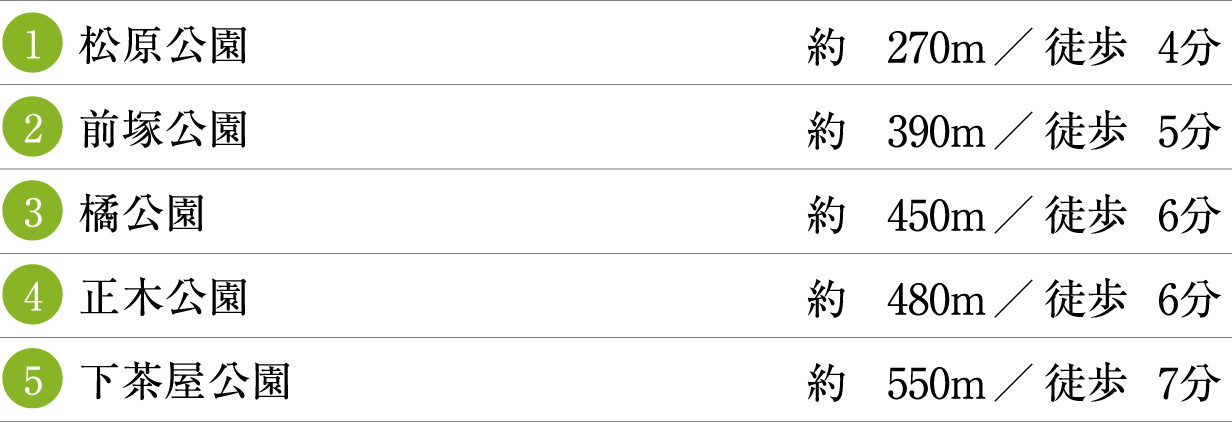 1 松原公園 約 270m／徒歩 4分
2 前塚公園 約 390m／徒歩 5分
3 橘公園 約 450m／徒歩 6分
4 正木公園 約 480m／徒歩 6分
5 下茶屋公園 約 550m／徒歩 7分